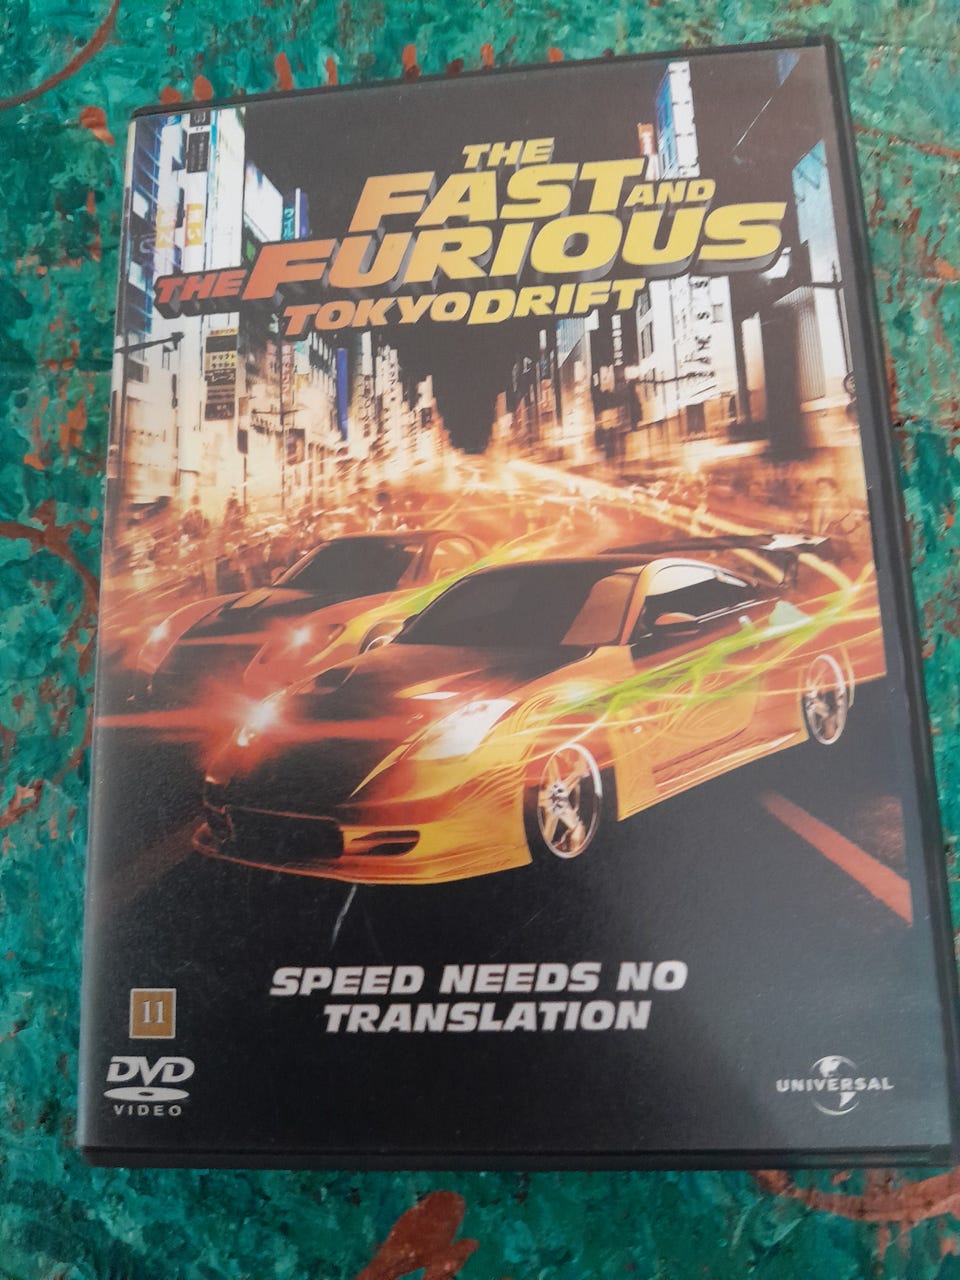 THE
FAST AND
THE FURIOUS
TOKYO DRIFT
SPEED NEEDS NO
TRANSLATION
11
DVD
VIDEO
UNIVERSAL